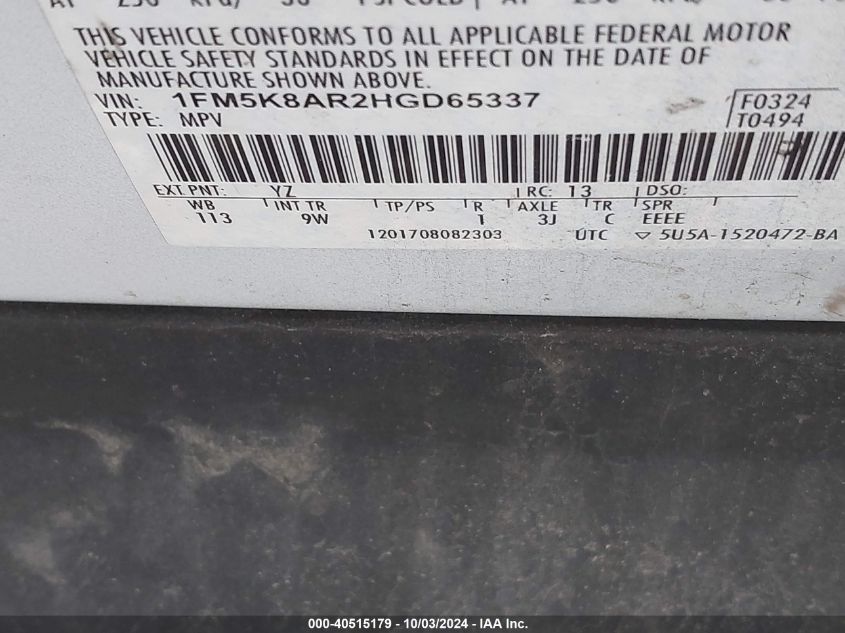 THIS VEHICLE CONFORMS TO ALL APPLICABLE FEDERAL MOTOR
VEHICLE SAFETY STANDARDS IN EFFECT ON THE DATE OF
MANUFACTURE SHOWN ABOVE.
VIN: 1FM5K8AR2HGD65337 F0324
TYPE: MPV T0494
EXT PNT: YZ RC: 13 DSO:
WB INT TR TP/PS R AXLE TR SPR
113 9W 1 3J C EEEE
1201708082303 UTC ▽ 5U5A-1520472-BA
000-40515179 - 10/03/2024 - IAA Inc.